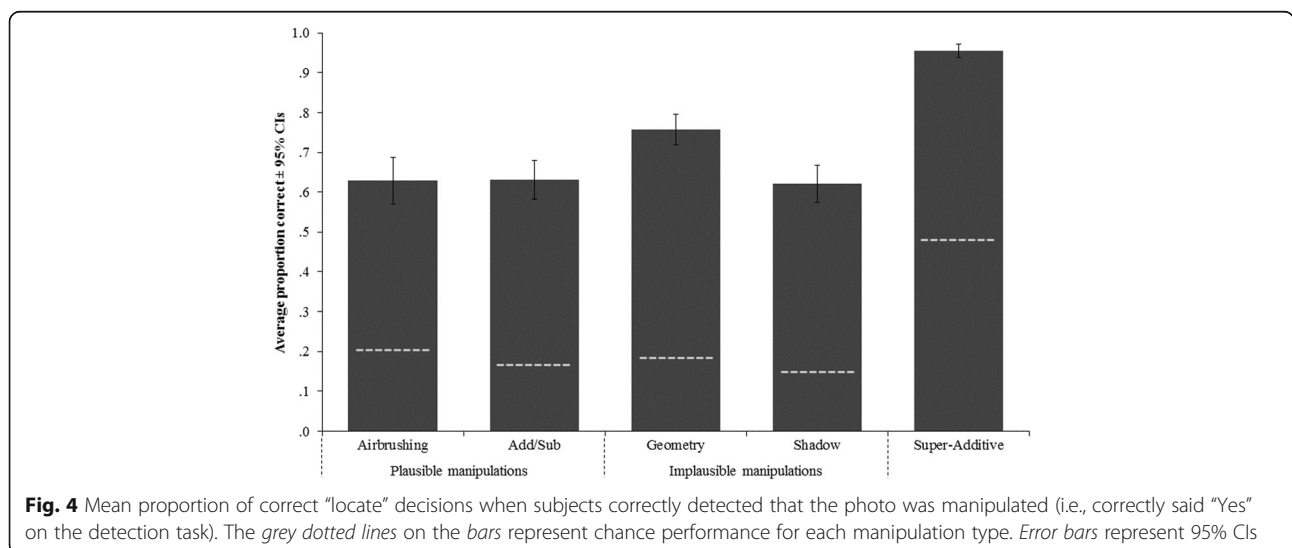 1.0
.9
.8
.7
.6
.5
.4
.3
.2
.1
.0
Average proportion correct ± 95% CIs
Airbrushing Add/Sub Geometry Shadow Super-Additive
Plausible manipulations Implausible manipulations
Fig. 4 Mean proportion of correct “locate” decisions when subjects correctly detected that the photo was manipulated (i.e., correctly said “Yes”
on the detection task). The grey dotted lines on the bars represent chance performance for each manipulation type. Error bars represent 95% CIs